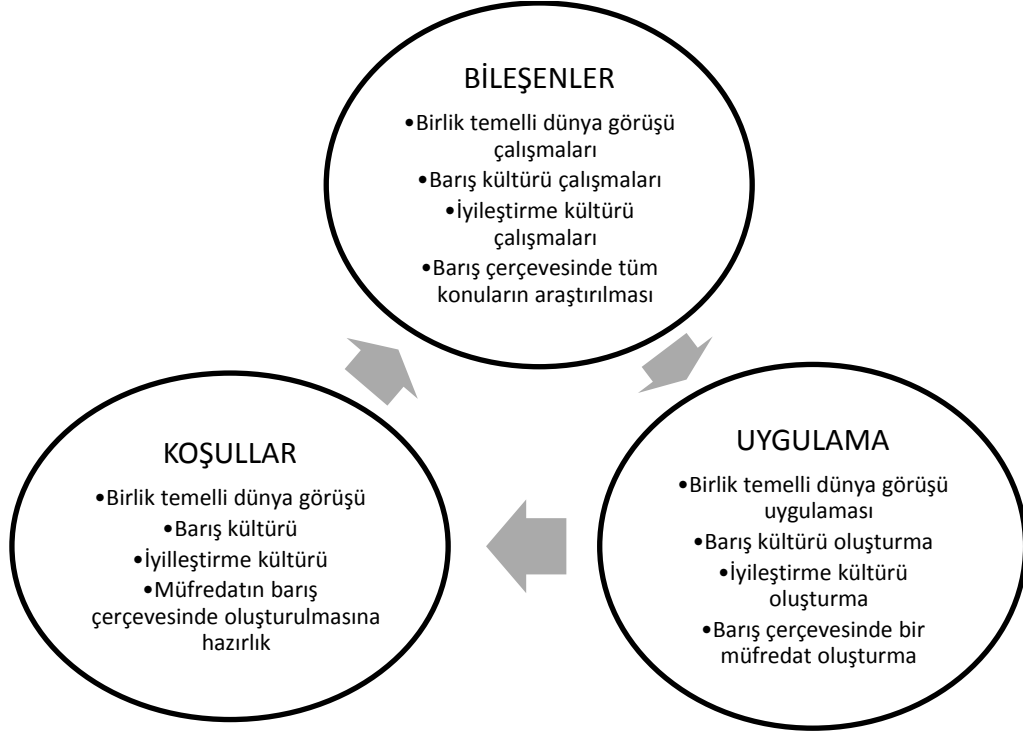 BİLEŞENLER
•Birlik temelli dünya görüşü
çalışmaları
•Barış kültürü çalışmaları
•İyileştirme kültürü
çalışmaları
•Barış çerçevesinde tüm
konuların araştırılması
KOŞULLAR
•Birlik temelli dünya görüşü
•Barış kültürü
•İyilleştirme kültürü
•Müfredatın barış
çerçevesinde oluşturulmasına
hazırlık
UYGULAMA
•Birlik temelli dünya görüşü
uygulaması
•Barış kültürü oluşturma
•İyileştirme kültürü
oluşturma
•Barış çerçevesinde bir
müfredat oluşturma